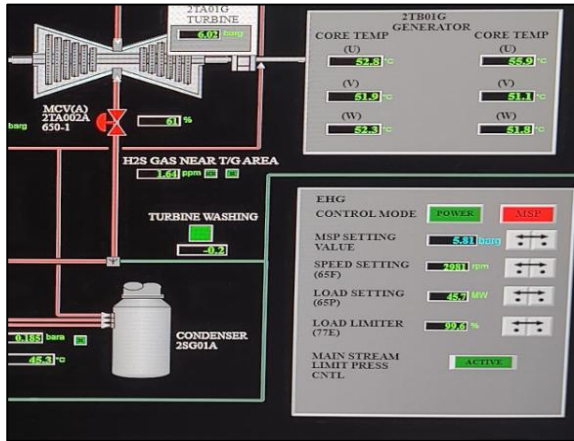 2TA01G
TURBINE
6.02 barg
MCV(A)
2TA002A
650-1
barg
61 %
H2S GAS NEAR T/G AREA
1.64 ppm
TURBINE WASHING
-0.2
0.185 bara
45.3 °C
CONDENSER
2SG01A
2TB01G
GENERATOR
CORE TEMP CORE TEMP
(U) (U)
52.8 °C 55.9 °C
(V) (V)
51.9 °C 51.1 °C
(W) (W)
52.3 °C 51.8 °C
EHG
CONTROL MODE POWER MSP
MSP SETTING
VALUE 5.81 barg
SPEED SETTING
(65F) 2981 rpm
LOAD SETTING
(65P) 45.7 MW
LOAD LIMITER
(77E) 99.6 %
MAIN STREAM
LIMIT PRESS
CNTL ACTIVE